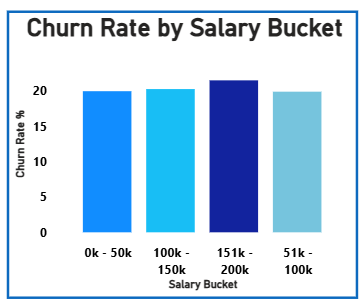 Churn Rate by Salary Bucket
Churn Rate %
20
15
10
5
0
0k - 50k
100k -
150k
151k -
200k
51k -
100k
Salary Bucket